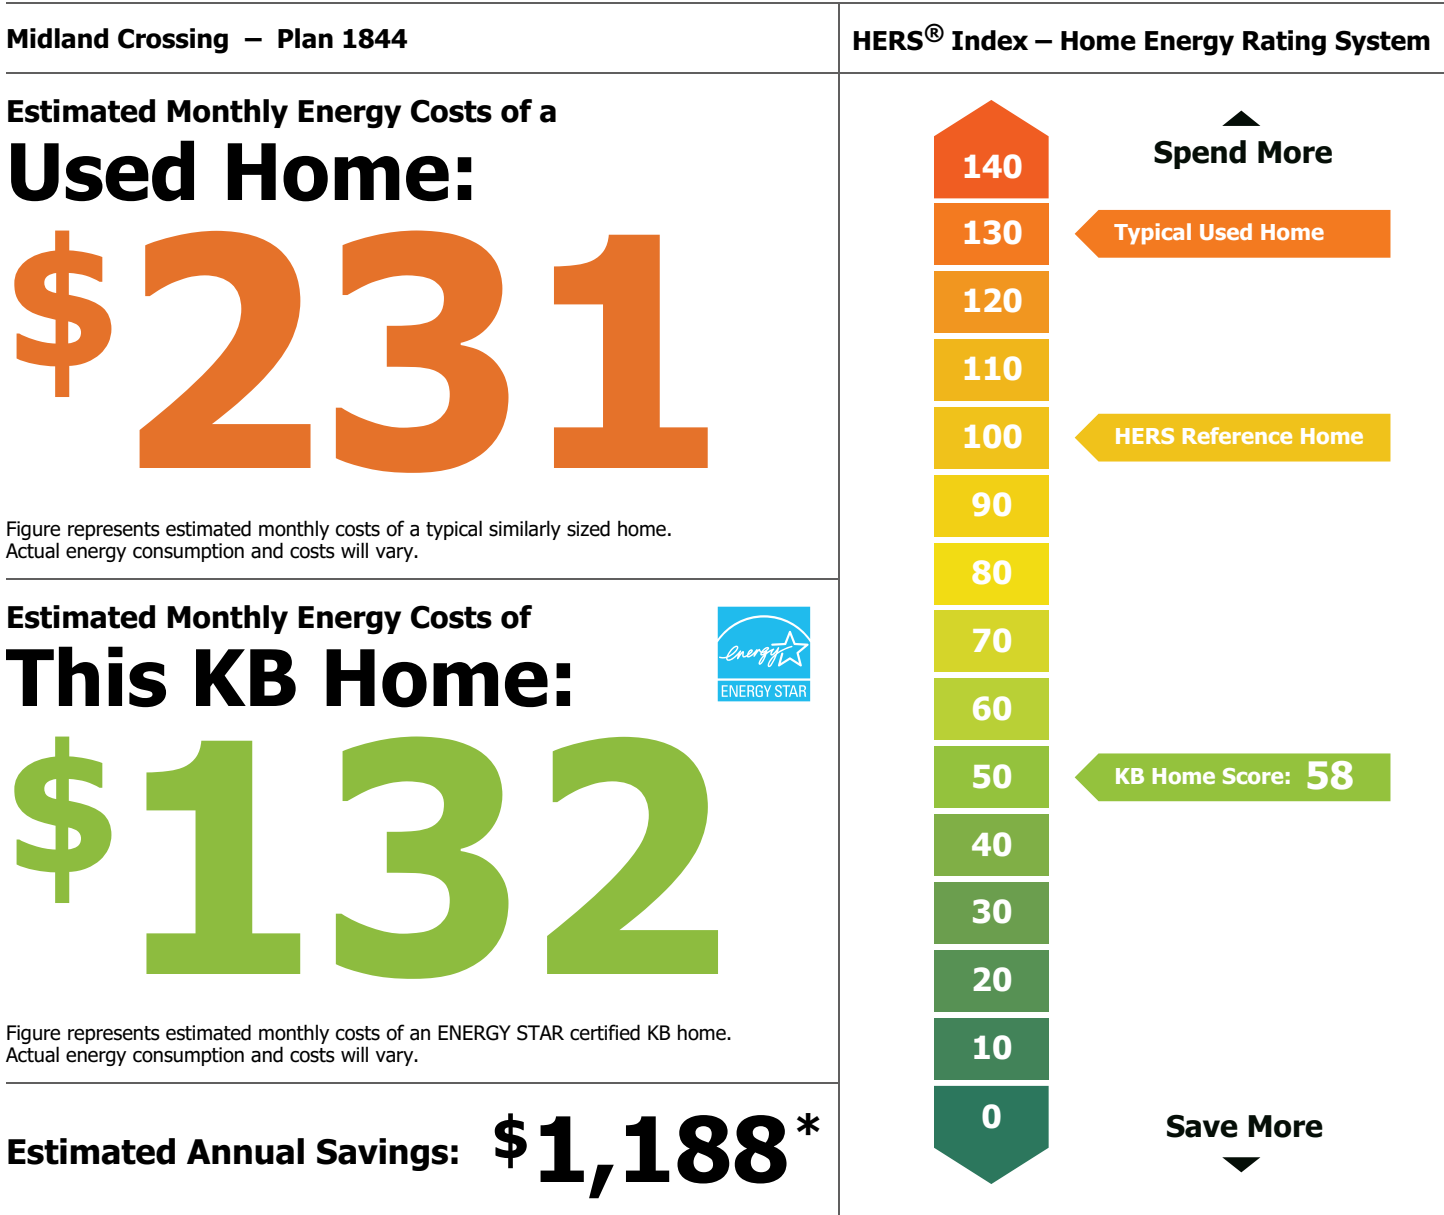 Midland Crossing – Plan 1844
Estimated Monthly Energy Costs of a
Used Home:
$231
Figure represents estimated monthly costs of a typical similarly sized home.
Actual energy consumption and costs will vary.
Estimated Monthly Energy Costs of
This KB Home:
energy
ENERGY STAR
$132
Figure represents estimated monthly costs of an ENERGY STAR certified KB home.
Actual energy consumption and costs will vary.
Estimated Annual Savings: $1,188*
HERS® Index – Home Energy Rating System
Spend More
140
130 Typical Used Home
120
110
100 HERS Reference Home
90
80
70
60
50 KB Home Score: 58
40
30
20
10
0
Save More